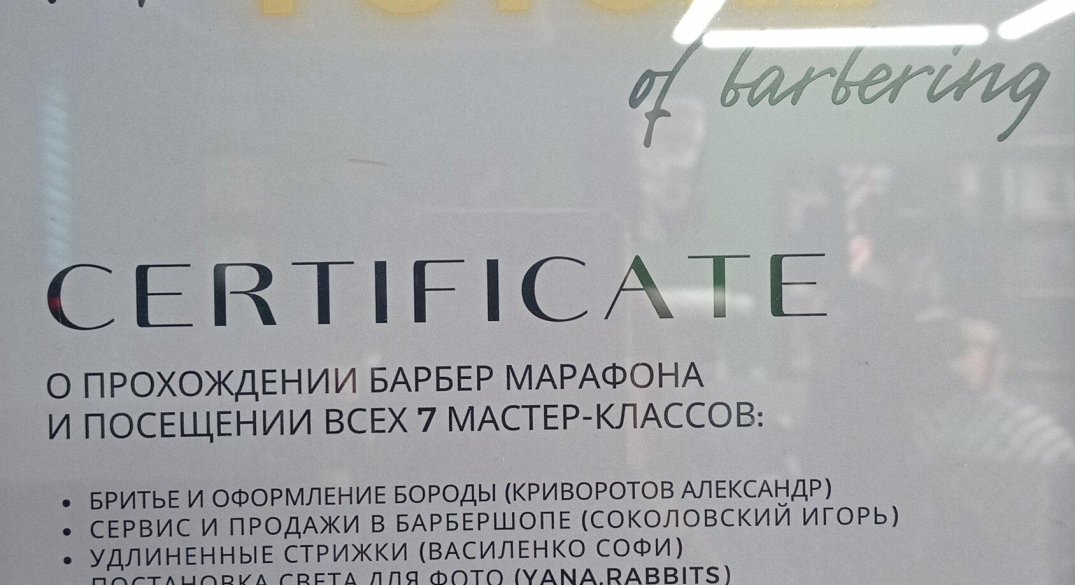 of barbering
CERTIFICATE
О ПРОХОЖДЕНИИ БАРБЕР МАРАФОНА
И ПОСЕЩЕНИИ ВСЕХ 7 МАСТЕР-КЛАССОВ:
• БРИТЬЕ И ОФОРМЛЕНИЕ БОРОДЫ (КРИВОРОТОВ АЛЕКСАНДР)
• СЕРВИС И ПРОДАЖИ В БАРБЕРШОПЕ (СОКОЛОВСКИЙ ИГОРЬ)
• УДЛИНЕННЫЕ СТРИЖКИ (ВАСИЛЕНКО СОФИ)
ПОСТАНОВКА СВЕТА ДЛЯ ФОТО (YANA.RABBITS)